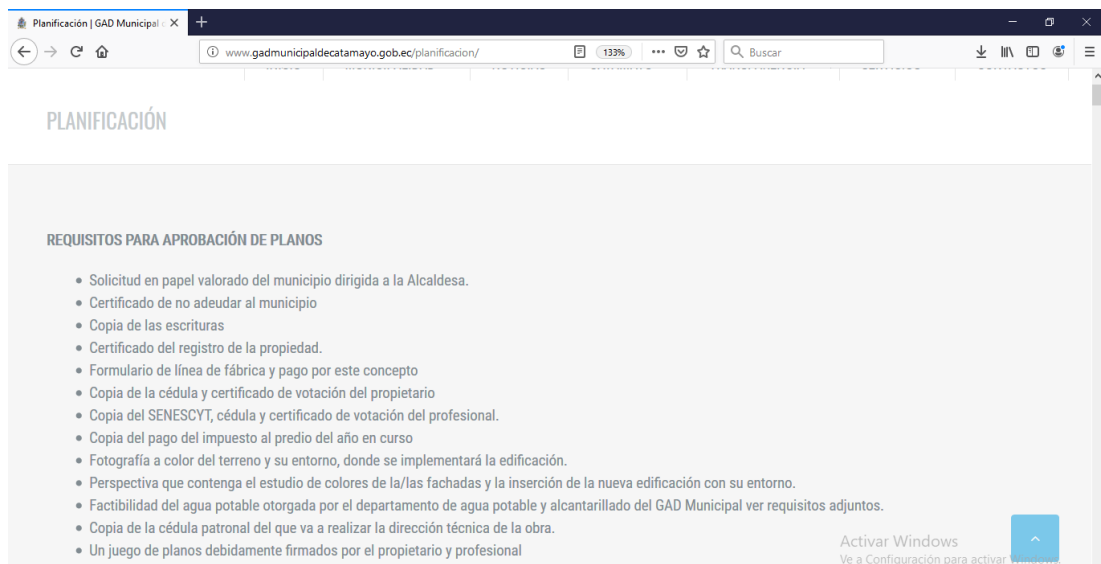 Planificación | GAD Municipal
www.gadmunicipaldecatamayo.gob.ec/planificacion/
133%
Buscar
PLANIFICACIÓN
REQUISITOS PARA APROBACIÓN DE PLANOS
Solicitud en papel valorado del municipio dirigida a la Alcaldesa.
Certificado de no adeudar al municipio
Copia de las escrituras
Certificado del registro de la propiedad.
Formulario de línea de fábrica y pago por este concepto
Copia de la cédula y certificado de votación del propietario
Copia del SENESCYT, cédula y certificado de votación del profesional.
Copia del pago del impuesto al predio del año en curso
Fotografía a color del terreno y su entorno, donde se implementará la edificación.
Perspectiva que contenga el estudio de colores de la/las fachadas y la inserción de la nueva edificación con su entorno.
Factibilidad del agua potable otorgada por el departamento de agua potable y alcantarillado del GAD Municipal ver requisitos adjuntos.
Copia de la cédula patronal del que va a realizar la dirección técnica de la obra.
Un juego de planos debidamente firmados por el propietario y profesional
Activar Windows
Ve a Configuración para activar Windows.